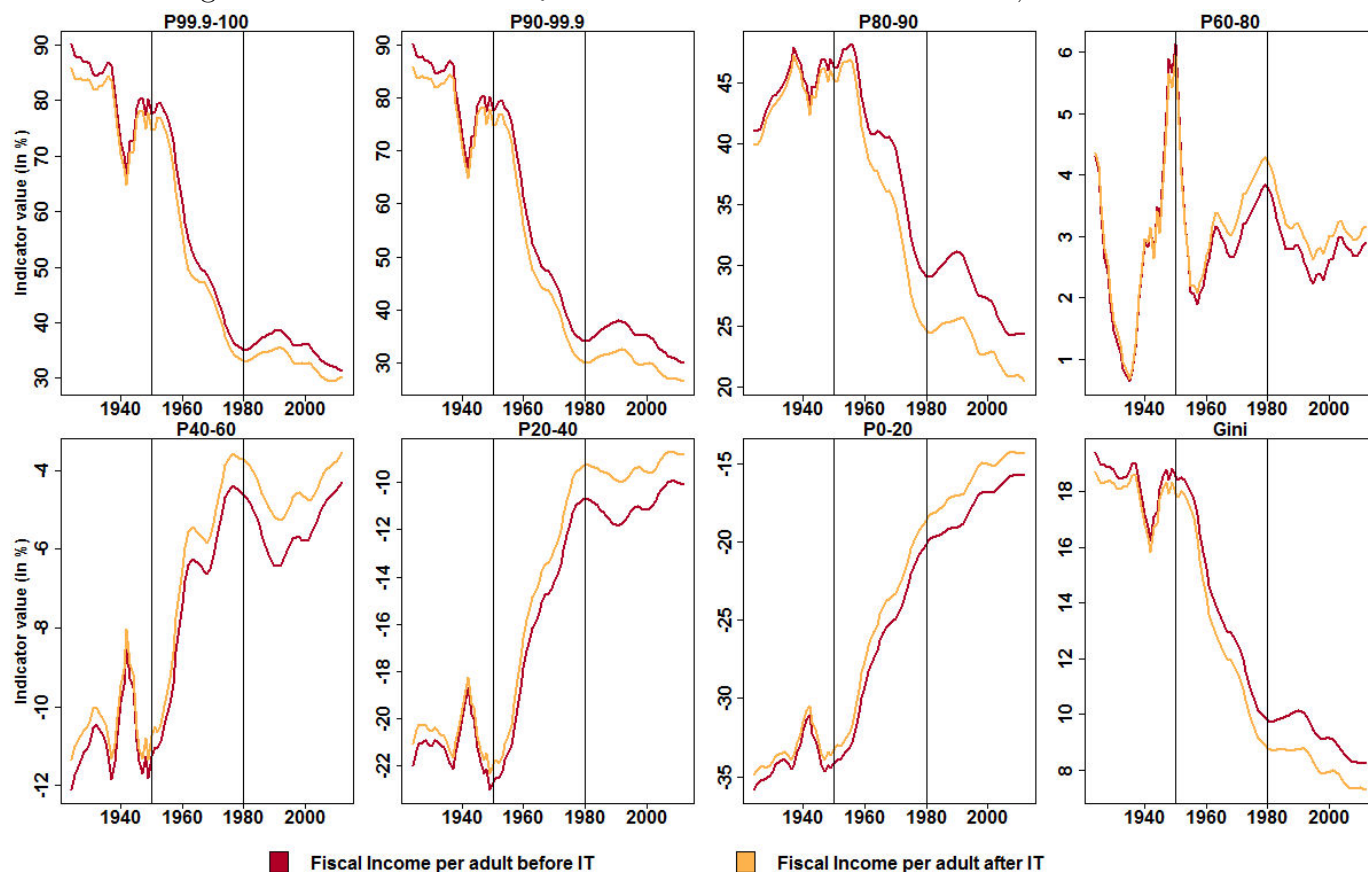 P99.9-100 P90-99.9 P80-90 P60-80
Indicator value (In %)
90 80 70 60 50 40 30
90 80 70 60 50 40 30
45 40 35 30 25 20
6 5 4 3 2 1
1940 1960 1980 2000 1940 1960 1980 2000 1940 1960 1980 2000 1940 1960 1980 2000
P40-60 P20-40 P0-20 Gini
Indicator value (In %)
-4 -6 -8 -10 -12
-10 -12 -14 -16 -18 -20 -22
-15 -20 -25 -30 -35
18 16 14 12 10 8
1940 1960 1980 2000 1940 1960 1980 2000 1940 1960 1980 2000 1940 1960 1980 2000
Fiscal Income per adult before IT Fiscal Income per adult after IT